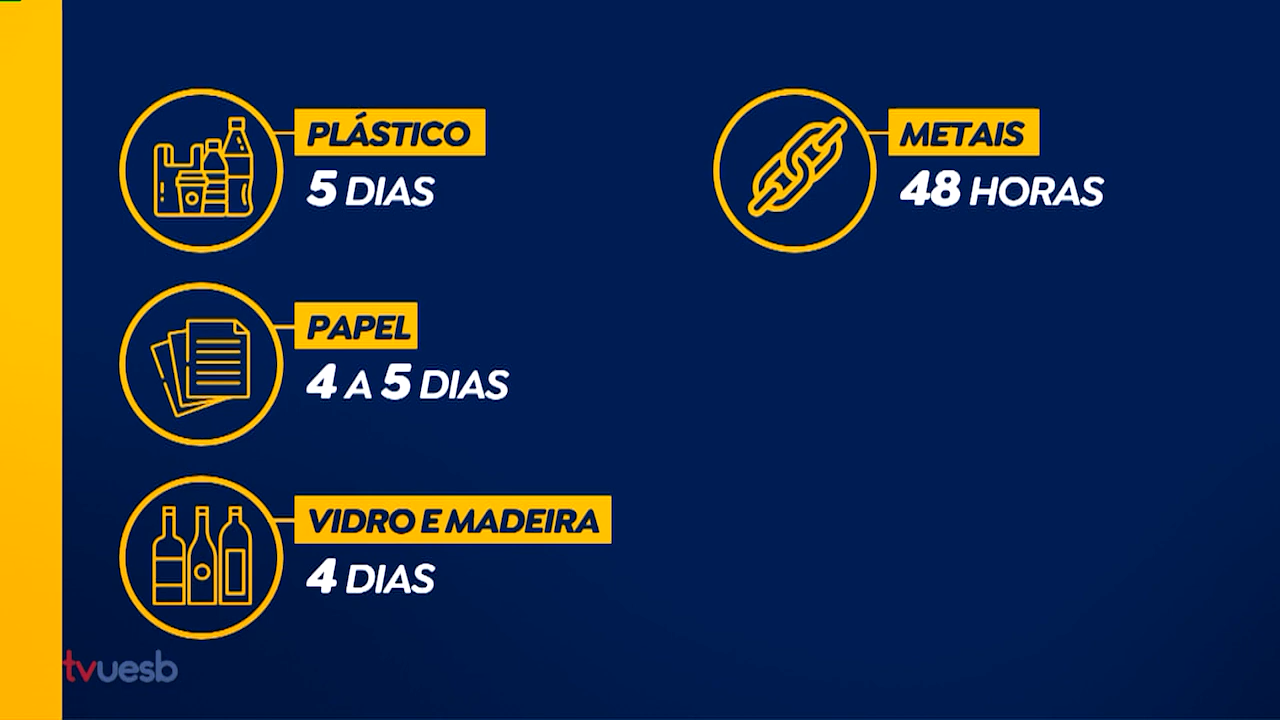 PLÁSTICO
5 DIAS
PAPEL
4 A 5 DIAS
VIDRO E MADEIRA
4 DIAS
METAIS
48 HORAS
tvuesb